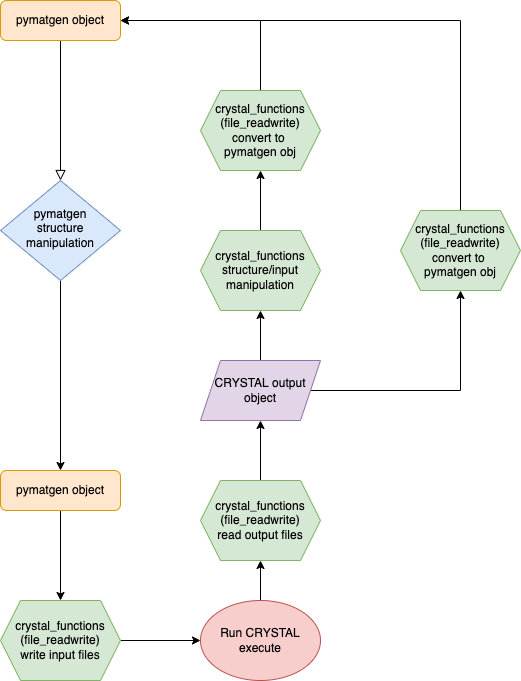 pymatgen object
crystal_functions
(file_readwrite)
convert to
pymatgen obj
pymatgen
structure
manipulation
crystal_functions
(file_readwrite)
convert to
pymatgen obj
crystal_functions
structure/input
manipulation
CRYSTAL output
object
pymatgen object
crystal_functions
(file_readwrite)
read output files
crystal_functions
(file_readwrite)
write input files
Run CRYSTAL
execute